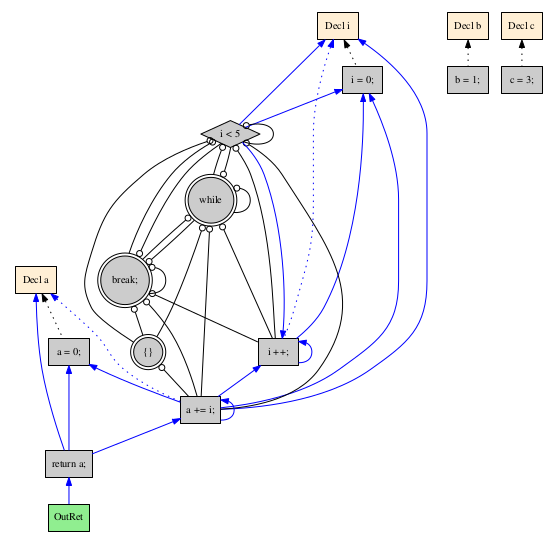 Decl i
Decl b
Decl c
i = 0;
b = 1;
c = 3;
i < 5
while
break;
Decl a
a = 0;
{}
i ++;
a += i;
return a;
OutRet